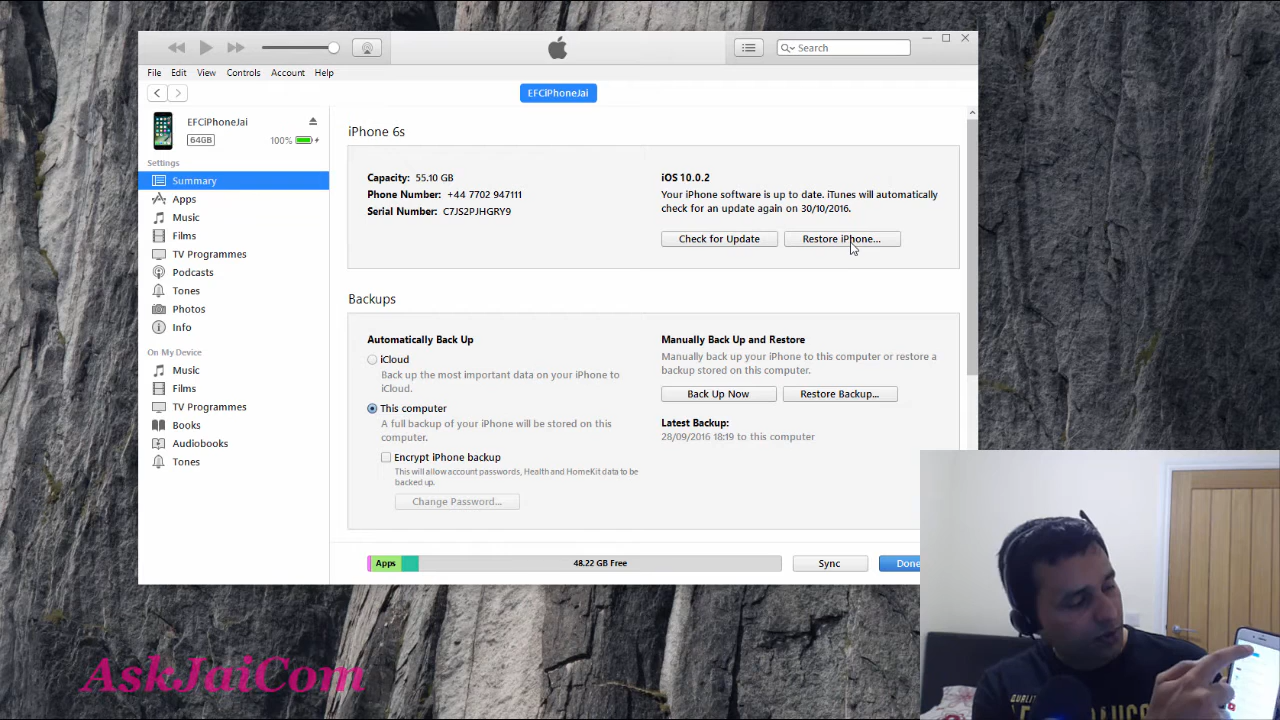 Search
File Edit View Controls Account Help
EFCiPhoneJai
EFCiPhoneJai
64GB 100%
Settings
Summary
Apps
Music
Films
TV Programmes
Podcasts
Tones
Photos
Info
On My Device
Music
Films
TV Programmes
Books
Audiobooks
Tones
iPhone 6s
Capacity: 55.10 GB
Phone Number: +44 7702 947111
Serial Number: C7JS2PJHGRY9
iOS 10.0.2
Your iPhone software is up to date. iTunes will automatically
check for an update again on 30/10/2016.
Check for Update Restore iPhone...
Backups
Automatically Back Up
iCloud
Back up the most important data on your iPhone to
iCloud.
This computer
A full backup of your iPhone will be stored on this
computer.
Encrypt iPhone backup
This will allow account passwords, Health and HomeKit data to be
backed up.
Change Password...
Manually Back Up and Restore
Manually back up your iPhone to this computer or restore a
backup stored on this computer.
Back Up Now Restore Backup...
Latest Backup:
28/09/2016 18:19 to this computer
Apps 48.22 GB Free Sync Done
AskJaiCom